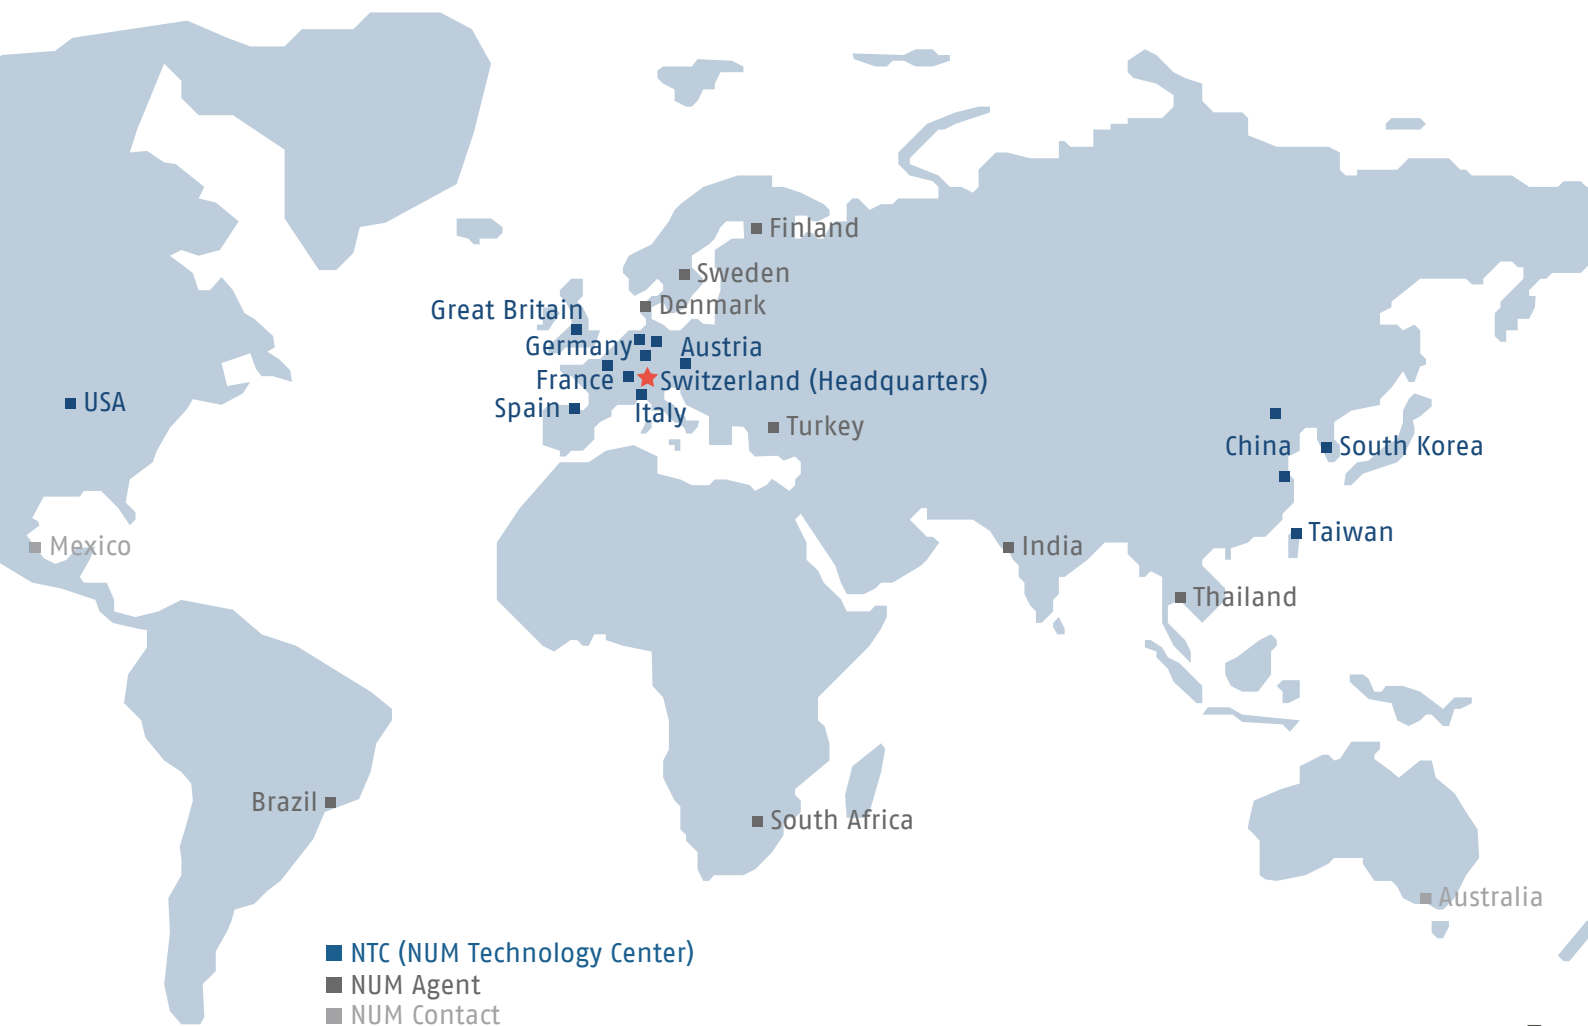 Finland
Sweden
Denmark
Great Britain
Germany
Austria
France
Switzerland (Headquarters)
Spain
Italy
USA
Turkey
China
South Korea
Taiwan
Mexico
India
Thailand
Brazil
South Africa
Australia
NTC (NUM Technology Center)
NUM Agent
NUM Contact